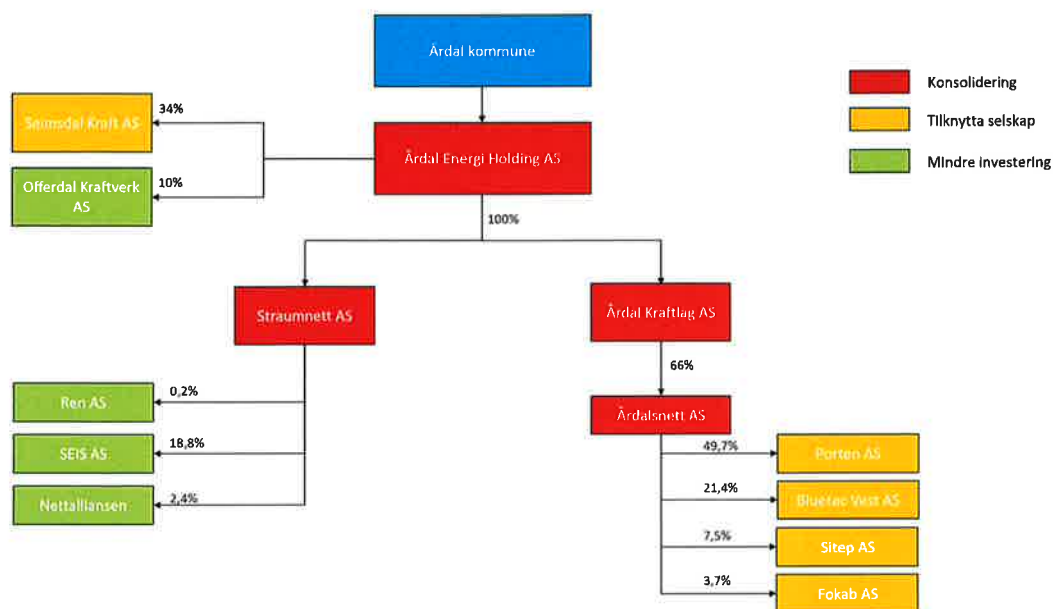 Årdal kommune
Konsolidering
34%
Tilknytta selskap
Seimsdal Kraft AS
Årdal Energi Holding AS
Mindre investering
Offerdal Kraftverk
AS
10%
100%
Straumnett AS
Årdal Kraftlag AS
66%
0,2%
Ren AS
Årdalsnett AS
18,8%
SEIS AS
49,7%
Porten AS
2,4%
Nettalliansen
21,4%
Bluetec Vest AS
7,5%
Sitep AS
3,7%
Fokab AS